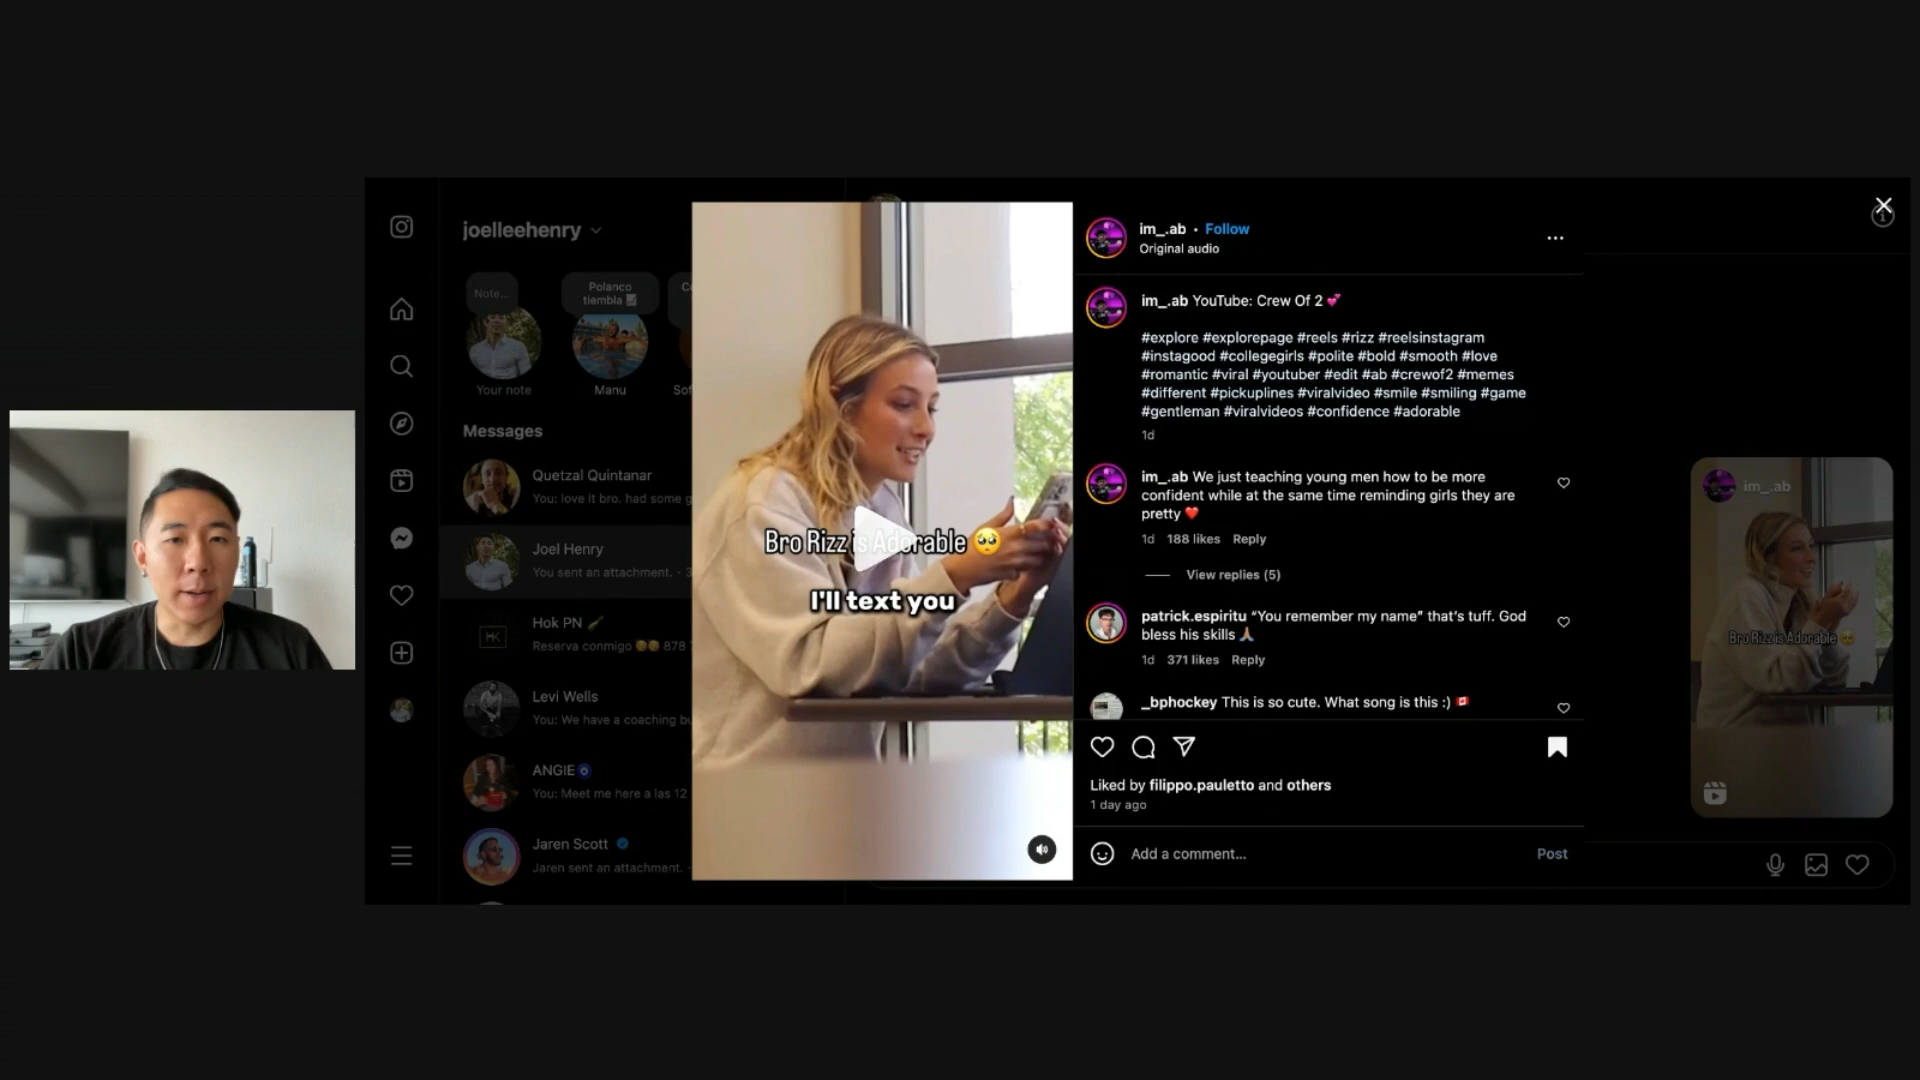 joelleehenry
Note...
Polanco
tiembla
Your note
Manu
Messages
Quetzal Quintanar
You: love it bro. had some g
Joel Henry
You sent an attachment. · 3
Hok PN
Reserva conmigo 😘😘 878
Levi Wells
You: We have a coaching bu
ANGIE
You: Meet me here a las 12
Jaren Scott
Jaren sent an attachment. ·
Bro Rizz is Adorable 🥺
I'll text you
im_.ab • Follow
Original audio
im_.ab YouTube: Crew Of 2 💞
#explore #explorepage #reels #rizz #reelsinstagram
#instagood #collegegirls #polite #bold #smooth #love
#romantic #viral #youtuber #edit #ab #crewof2 #memes
#different #pickuplines #viralvideo #smile #smiling #game
#gentleman #viralvideos #confidence #adorable
1d
im_.ab We just teaching young men how to be more
confident while at the same time reminding girls they are
pretty ❤️
1d 188 likes Reply
View replies (5)
patrick.espiritu “You remember my name” that’s tuff. God
bless his skills 🙏🏽
1d 371 likes Reply
_bphockey This is so cute. What song is this :) 🇨🇦
Liked by filippo.pauletto and others
1 day ago
Add a comment...
Post
im_.ab
Bro Rizz is Adorable 🥺